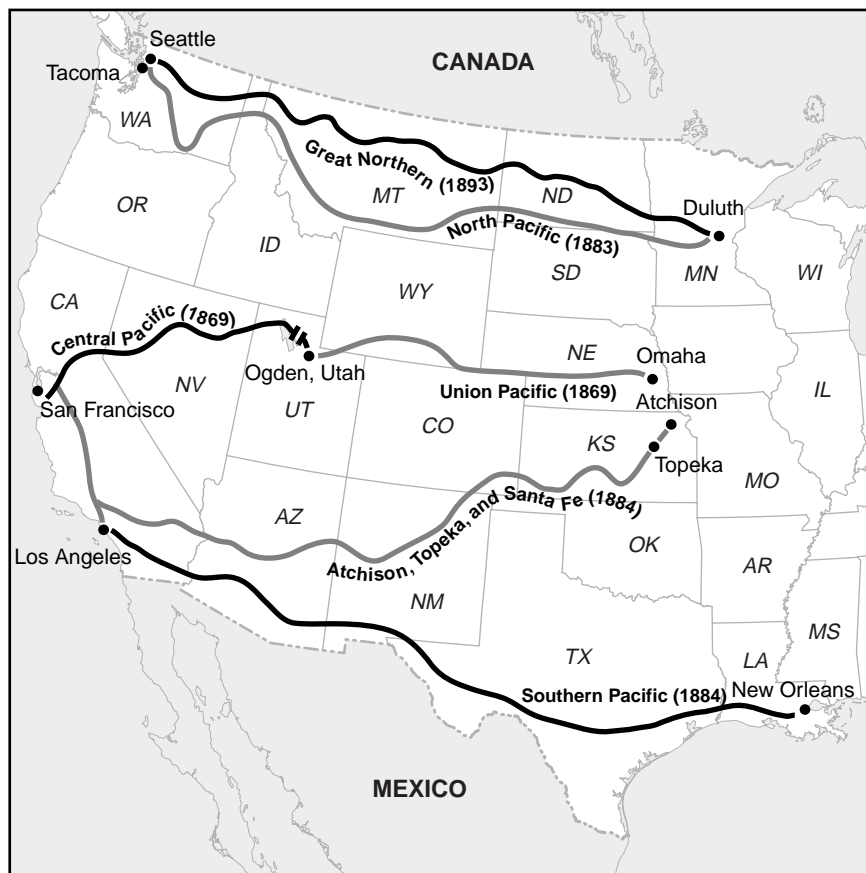 Seattle
CANADA
Tacoma
WA
Great Northern (1893)
MT
ND
OR
Duluth
North Pacific (1883)
ID
SD
MN
WI
WY
CA
Central Pacific (1869)
NE
Omaha
Ogden, Utah
NV
Union Pacific (1869)
IL
Atchison
San Francisco
UT
CO
KS
Topeka
MO
Atchison, Topeka, and Santa Fe (1884)
AZ
Los Angeles
OK
AR
NM
MS
TX
LA
Southern Pacific (1884)
New Orleans
MEXICO